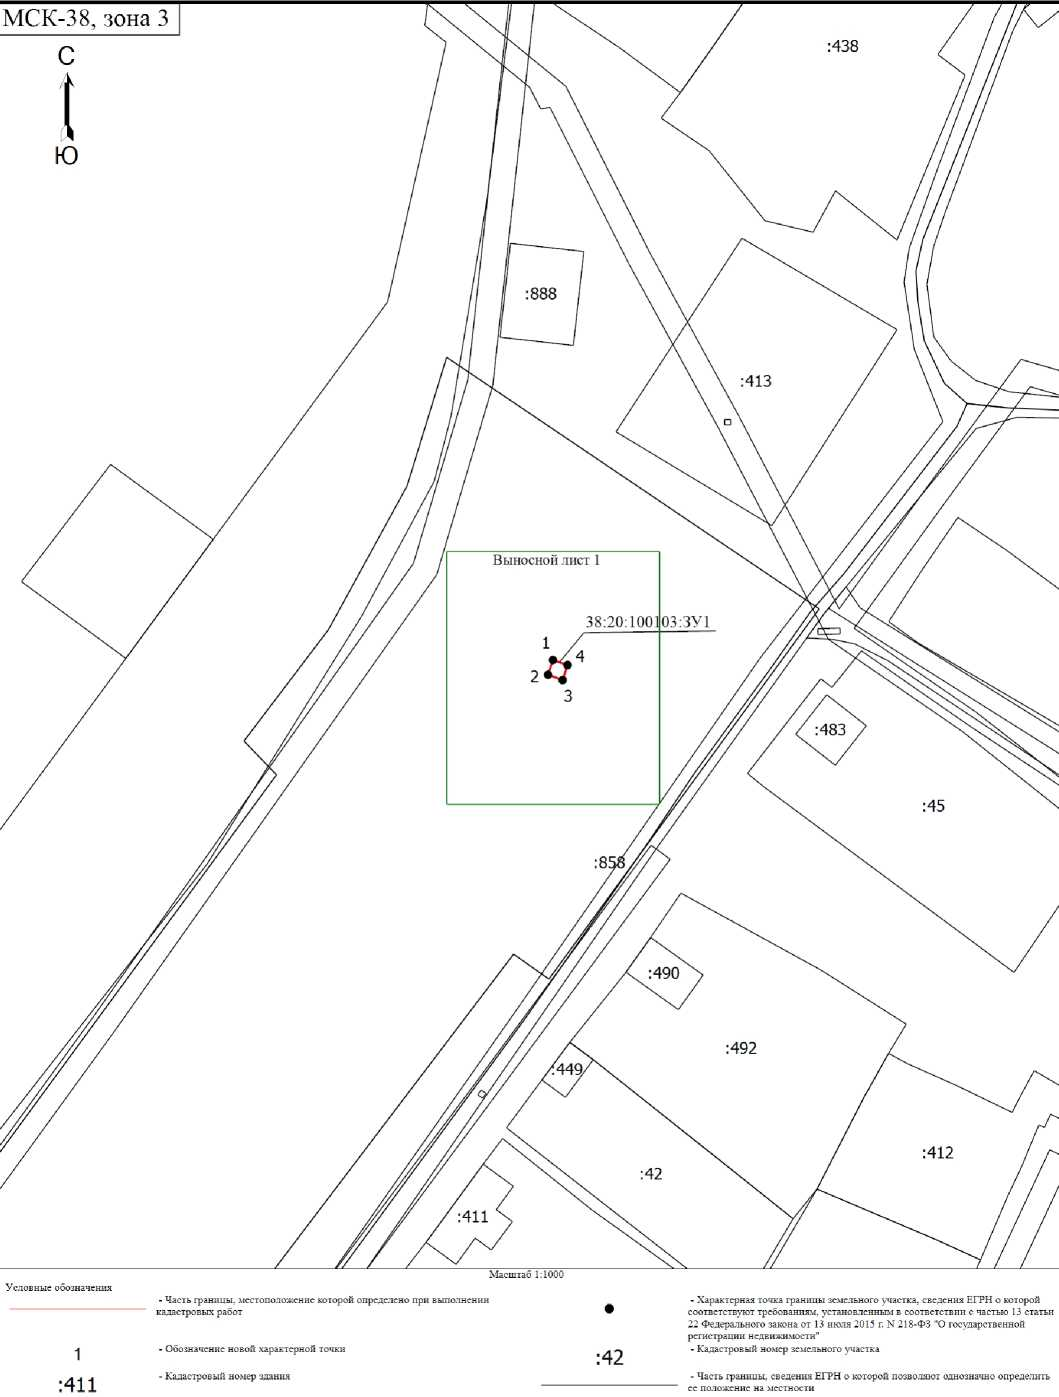 МСК-38, зона 3
С
Ю
:438
:888
:413
Выносной лист 1
38:20:100103:ЗУ1
1
4
2
3
:483
:45
:858
:490
:492
:449
:412
:42
:411
Масштаб 1:1000
Условные обозначения
- Часть границы, местоположение которой определено при выполнении
кадастровых работ
- Характерная точка границы земельного участка, сведения ЕГРН о которой
соответствуют требованиям, установленным в соответствии с частью 13 статьи
22 Федерального закона от 13 июля 2015 г. N 218-ФЗ "О государственной
регистрации недвижимости"
1
- Обозначение новой характерной точки
:42
- Кадастровый номер земельного участка
:411
- Кадастровый номер здания
- Часть границы, сведения ЕГРН о которой позволяют однозначно определить
ее положение на местности